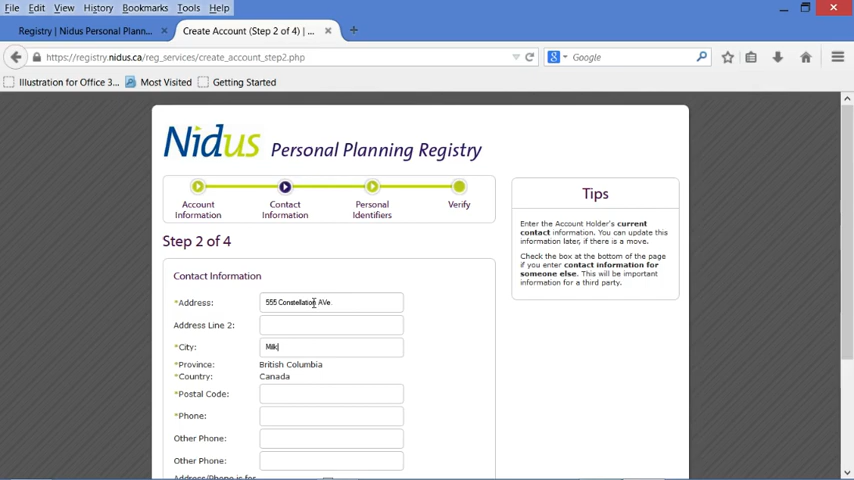 File Edit View History Bookmarks Tools Help
Registry | Nidus Personal Plann... × Create Account (Step 2 of 4) | ... ×
https://registry.nidus.ca/reg_services/create_account_step2.php
Google
Illustration for Office 3... Most Visited Getting Started
Nidus Personal Planning Registry
Account Information
Contact Information
Personal Identifiers
Verify
Step 2 of 4
Contact Information
*Address: 555 Constellation AVe.
Address Line 2:
*City: Milk
*Province: British Columbia
*Country: Canada
*Postal Code:
*Phone:
Other Phone:
Other Phone:
Address/Phone is for
Tips
Enter the Account Holder's current
contact information. You can update this
information later, if there is a move.
Check the box at the bottom of the page
if you enter contact information for
someone else. This will be important
information for a third party.